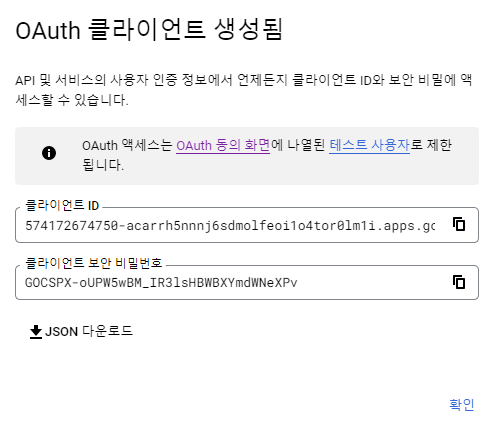 OAuth 클라이언트 생성됨
API 및 서비스의 사용자 인증 정보에서 언제든지 클라이언트 ID와 보안 비밀에 액
세스할 수 있습니다.
OAuth 액세스는 OAuth 동의 화면에 나열된 테스트 사용자로 제한
됩니다.
클라이언트 ID
574172674750-acarrh5nnnj6sdmolfeoi1o4tor0lm1i.apps.gc
클라이언트 보안 비밀번호
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
JSON 다운로드
확인